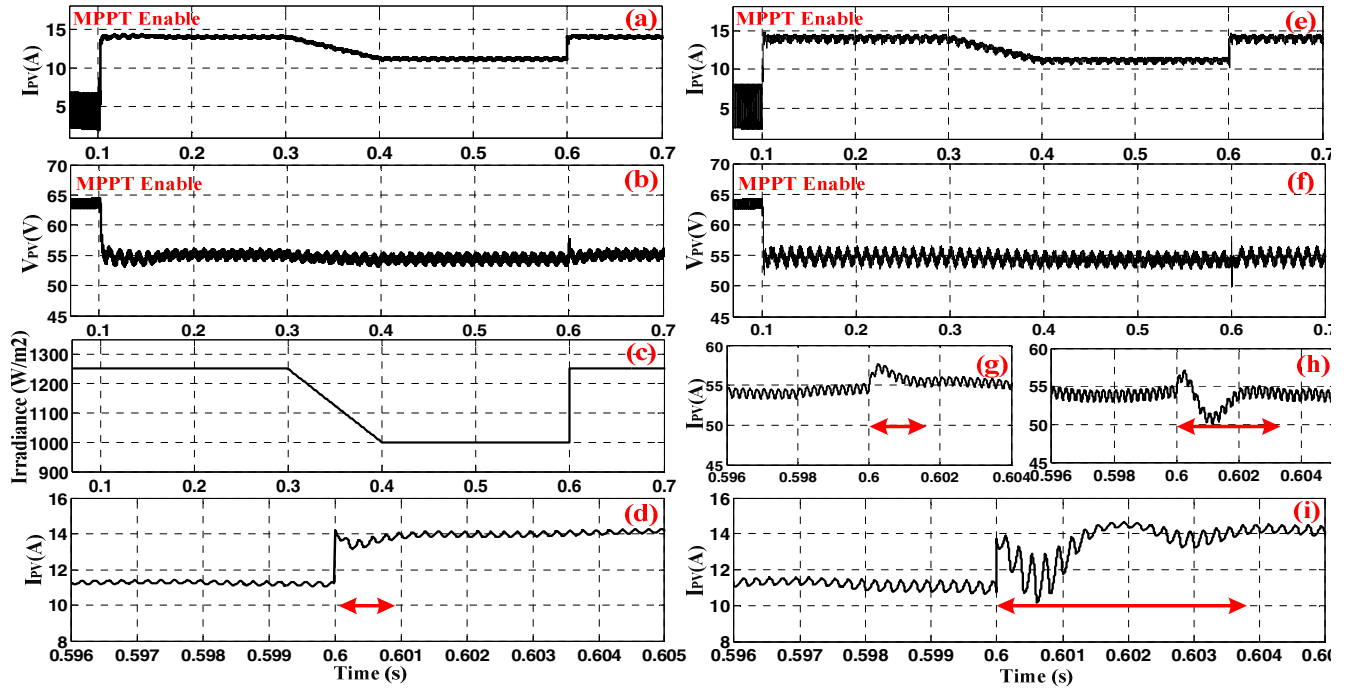 MPPT Enable
(a)
IPV(A)
15
10
5
0.1 0.2 0.3 0.4 0.5 0.6 0.7
MPPT Enable
(b)
VPV(V)
70
65
60
55
50
45
0.1 0.2 0.3 0.4 0.5 0.6 0.7
(c)
Irradiance (W/m2)
1300
1200
1100
1000
900
0.1 0.2 0.3 0.4 0.5 0.6 0.7
(d)
IPV(A)
16
14
12
10
8
0.596 0.597 0.598 0.599 0.6 0.601 0.602 0.603 0.604 0.605
Time (s)
MPPT Enable
(e)
IPV(A)
15
10
5
0.1 0.2 0.3 0.4 0.5 0.6 0.7
MPPT Enable
(f)
VPV(V)
70
65
60
55
50
45
0.1 0.2 0.3 0.4 0.5 0.6 0.7
(g)
IPV(A)
60
55
50
45
0.596 0.598 0.6 0.602 0.604
(h)
60
55
50
45
0.596 0.598 0.6 0.602 0.604
(i)
IPV(A)
16
14
12
10
8
0.596 0.597 0.598 0.599 0.6 0.601 0.602 0.603 0.604 0.60
Time (s)